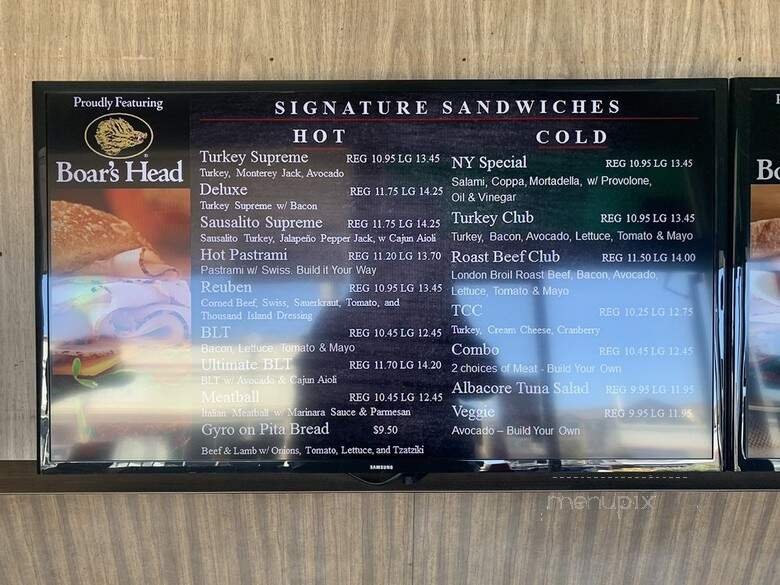 Proudly Featuring
Boar's Head
SIGNATURE SANDWICHES
HOT
Turkey Supreme REG 10.95 LG 13.45
Turkey, Monterey Jack, Avocado
Deluxe REG 11.75 LG 14.25
Turkey Supreme w/ Bacon
Sausalito Supreme REG 11.75 LG 14.25
Sausalito Turkey, Jalapeño Pepper Jack, w Cajun Aioli
Hot Pastrami REG 11.20 LG 13.70
Pastrami w/ Swiss. Build it Your Way
Reuben REG 10.95 LG 13.45
Corned Beef, Swiss, Sauerkraut, Tomato, and
Thousand Island Dressing
BLT REG 10.45 LG 12.45
Bacon, Lettuce, Tomato & Mayo
Ultimate BLT REG 11.70 LG 14.20
BLT w/ Avocado & Cajun Aioli
Meatball REG 10.45 LG 12.45
Italian Meatball w/ Marinara Sauce & Parmesan
Gyro on Pita Bread $9.50
Beef & Lamb w/ Onions, Tomato, Lettuce, and Tzatziki
COLD
NY Special REG 10.95 LG 13.45
Salami, Coppa, Mortadella, w/ Provolone,
Oil & Vinegar
Turkey Club REG 10.95 LG 13.45
Turkey, Bacon, Avocado, Lettuce, Tomato & Mayo
Roast Beef Club REG 11.50 LG 14.00
London Broil Roast Beef, Bacon, Avocado,
Lettuce, Tomato & Mayo
TCC REG 10.25 LG 12.75
Turkey, Cream Cheese, Cranberry
Combo REG 10.45 LG 12.45
2 choices of Meat - Build Your Own
Albacore Tuna Salad REG 9.95 LG 11.95
Veggie REG 9.95 LG 11.95
Avocado – Build Your Own
SAMSUNG
menupix